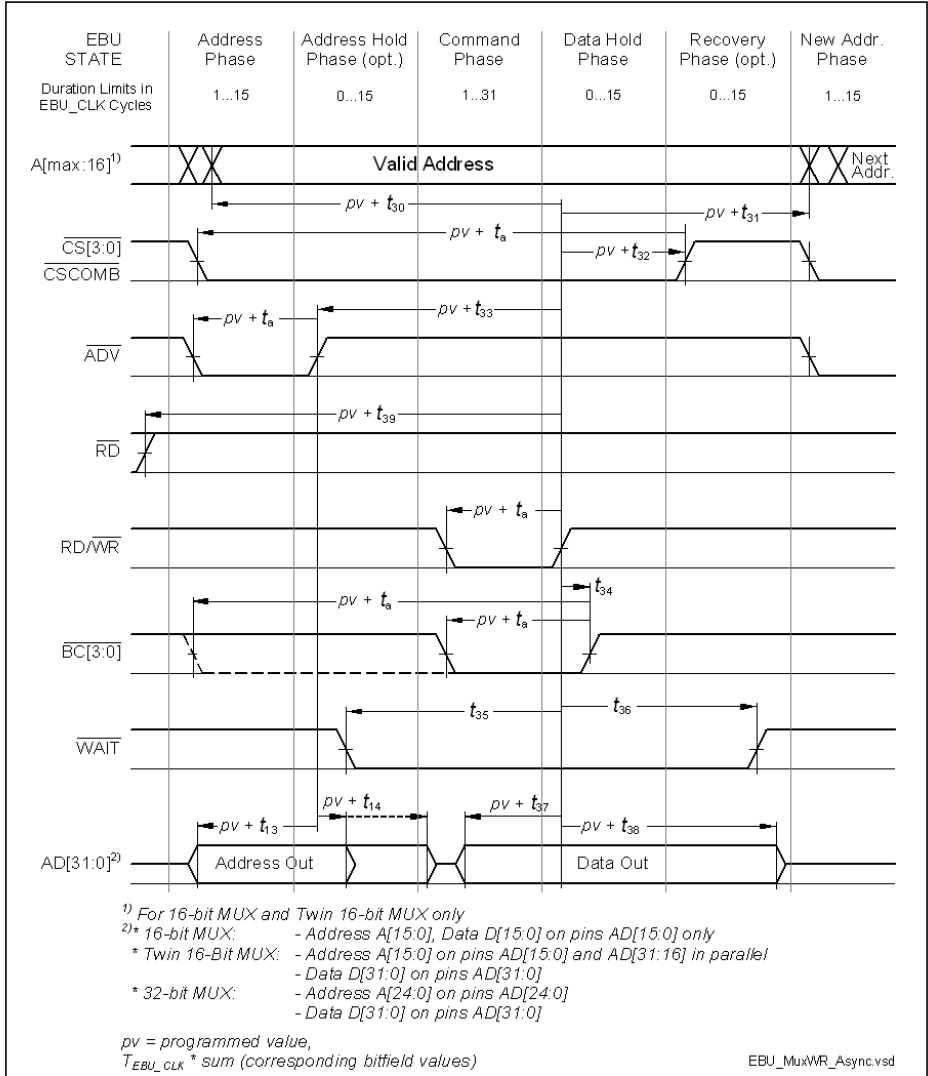 EBU STATE
Address Phase
Address Hold Phase (opt.)
Command Phase
Data Hold Phase
Recovery Phase (opt.)
New Addr. Phase
Duration Limits in EBU_CLK Cycles
1...15
0...15
1...31
0...15
0...15
1...15
A[max:16]1)
Valid Address
Next Addr.
pv + t30
pv + t31
CS[3:0]
CSCOMB
pv + ta
pv + t32
ADV
pv + ta
pv + t33
RD
pv + t39
RD/WR
pv + ta
t34
BC[3:0]
pv + ta
pv + ta
WAIT
t35
t36
AD[31:0]2)
pv + t13
pv + t14
pv + t37
pv + t38
Address Out
Data Out
1) For 16-bit MUX and Twin 16-bit MUX only
2)* 16-bit MUX: - Address A[15:0], Data D[15:0] on pins AD[15:0] only
* Twin 16-Bit MUX: - Address A[15:0] on pins AD[15:0] and AD[31:16] in parallel
- Data D[31:0] on pins AD[31:0]
* 32-bit MUX: - Address A[24:0] on pins AD[24:0]
- Data D[31:0] on pins AD[31:0]
pv = programmed value,
TEBU_CLK * sum (corresponding bitfield values)
EBU_MuxWR_Async.vsd